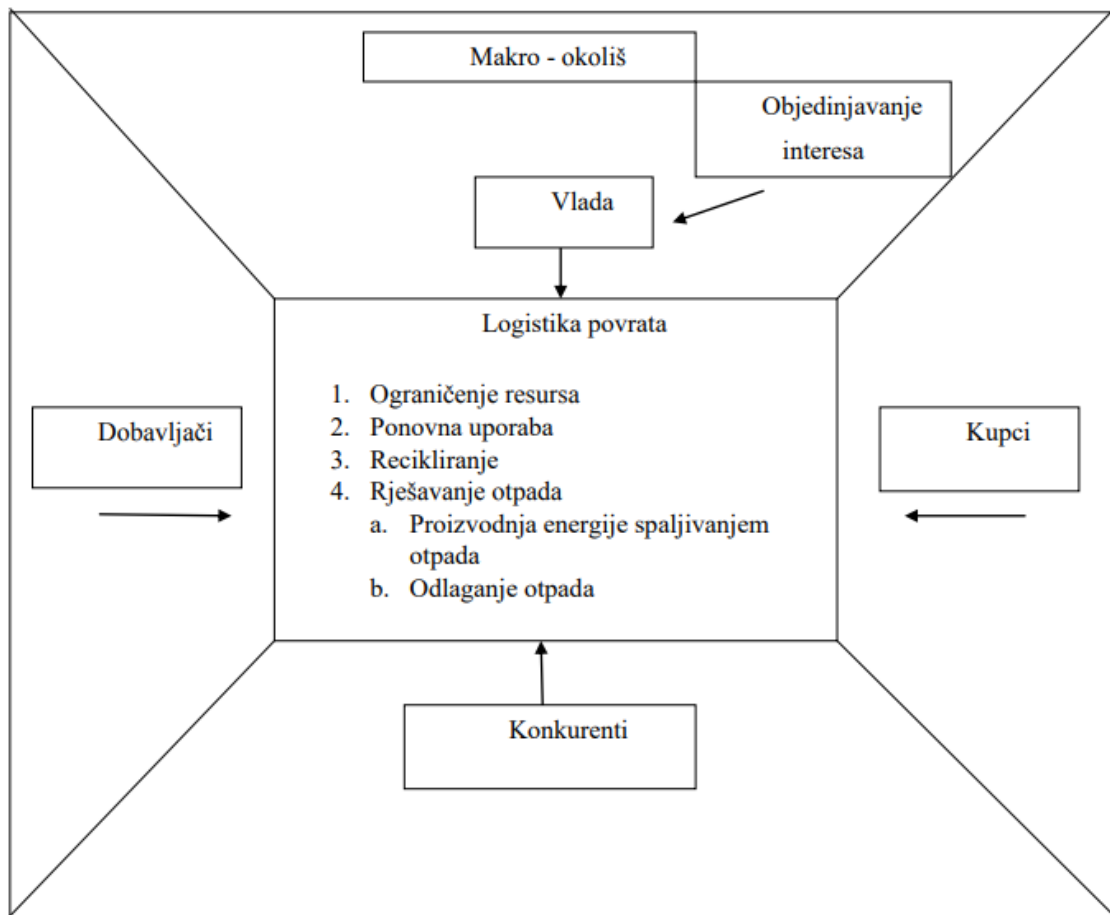 Makro - okoliš
Objedinjavanje
interesa
Vlada
Logistika povrata
1. Ograničenje resursa
2. Ponovna uporaba
3. Recikliranje
4. Rješavanje otpada
a. Proizvodnja energije spaljivanjem
otpada
b. Odlaganje otpada
Dobavljači
Kupci
Konkurenti